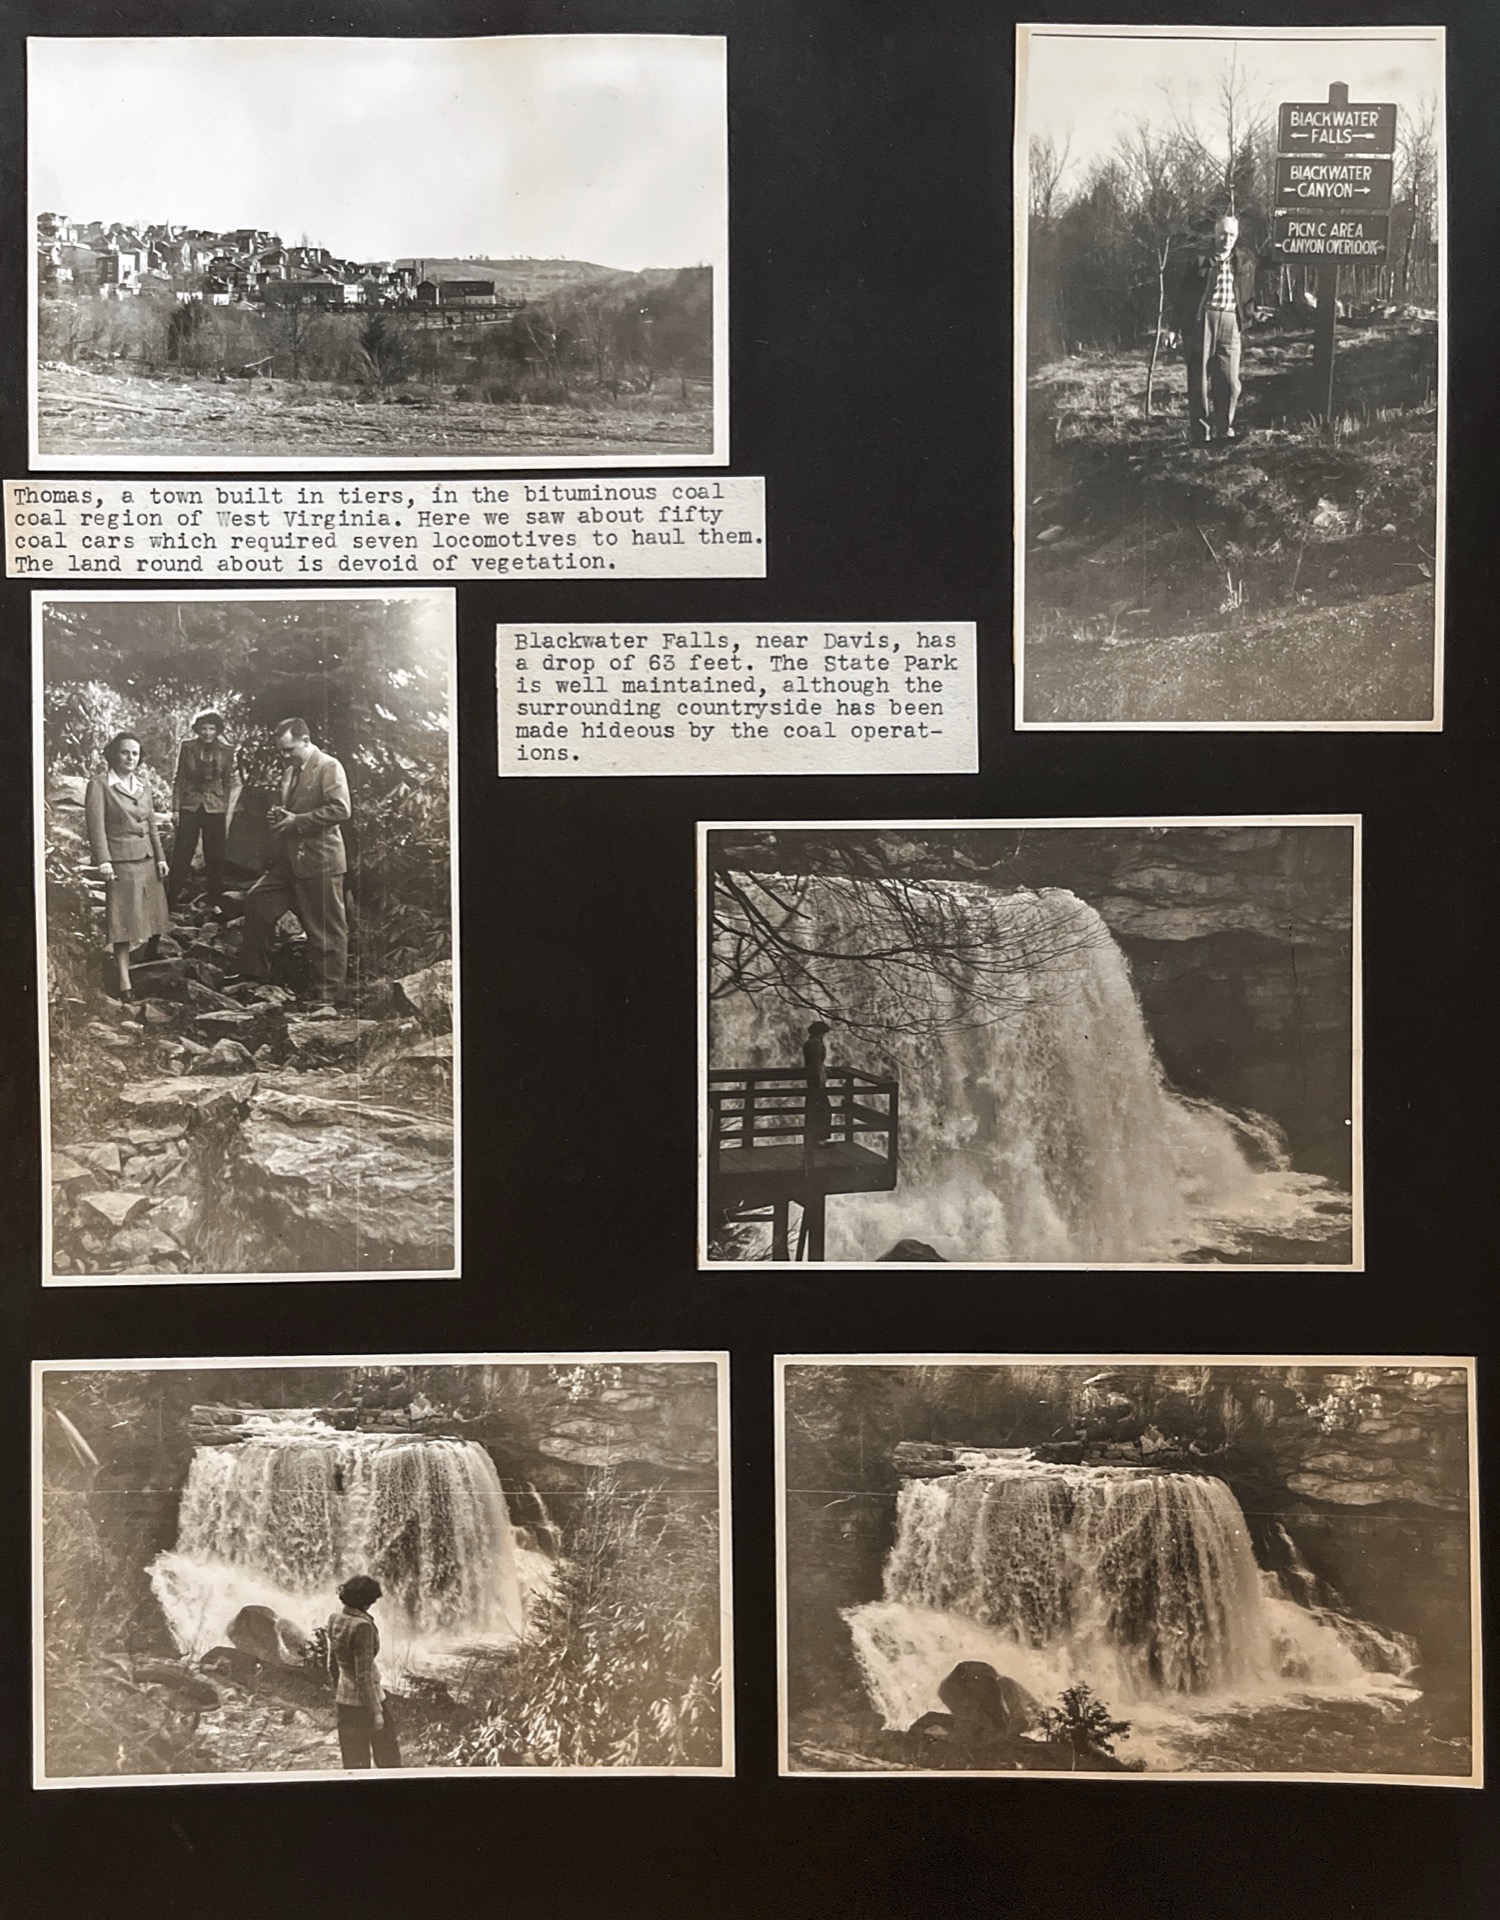 Thomas, a town built in tiers, in the bituminous coal
coal region of West Virginia. Here we saw about fifty
coal cars which required seven locomotives to haul them.
The land round about is devoid of vegetation.
BLACKWATER
←FALLS→
BLACKWATER
CANYON→
PICN C AREA
CANYON OVERLOOK
Blackwater Falls, near Davis, has
a drop of 63 feet. The State Park
is well maintained, although the
surrounding countryside has been
made hideous by the coal operat-
ions.